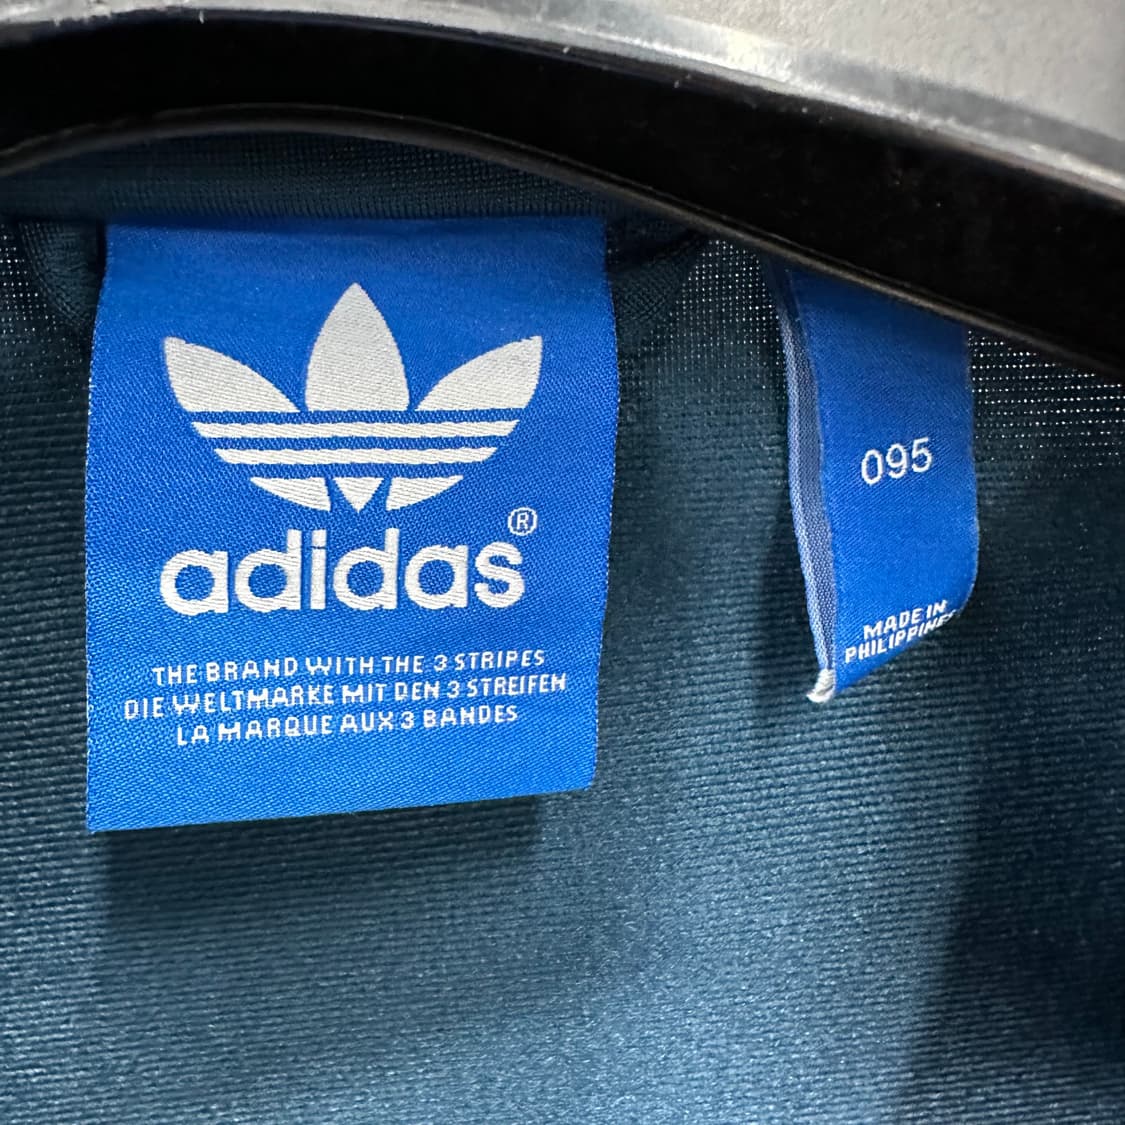 adidas®
THE BRAND WITH THE 3 STRIPES
DIE WELTMARKE MIT DEN 3 STREIFEN
LA MARQUE AUX 3 BANDES
095
MADE IN
PHILIPPINES